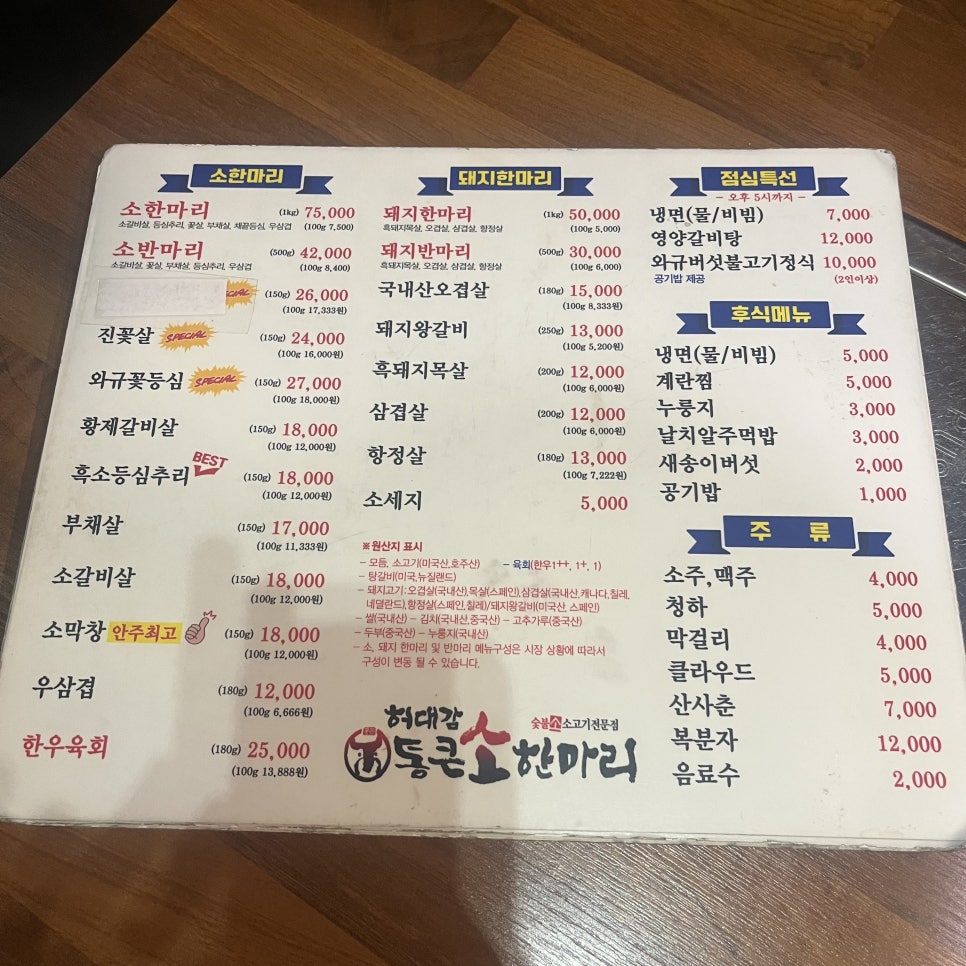 소한마리
소한마리 (1kg) 75,000
소갈비살, 등심추리, 꽃살, 부채살, 채끝등심, 우삼겹 (100g 7,500)
소반마리 (500g) 42,000
소갈비살, 꽃살, 부채살, 등심추리, 우삼겹 (100g 8,400)
(150g) 26,000
(100g 17,333원)
진꽃살 SPECIAL (150g) 24,000
(100g 16,000원)
와규꽃등심 SPECIAL (150g) 27,000
(100g 18,000원)
황제갈비살 (150g) 18,000
(100g 12,000원)
흑소등심추리 BEST (150g) 18,000
(100g 12,000원)
부채살 (150g) 17,000
(100g 11,333원)
소갈비살 (150g) 18,000
(100g 12,000원)
소막창 안주최고 (150g) 18,000
(100g 12,000원)
우삼겹 (180g) 12,000
(100g 6,666원)
한우육회 (180g) 25,000
(100g 13,888원)
돼지한마리
돼지한마리 (1kg) 50,000
흑돼지목살, 오겹살, 삼겹살, 항정살 (100g 5,000)
돼지반마리 (500g) 30,000
흑돼지목살, 오겹살, 삼겹살, 항정살 (100g 6,000)
국내산오겹살 (180g) 15,000
(100g 8,333원)
돼지왕갈비 (250g) 13,000
(100g 5,200원)
흑돼지목살 (200g) 12,000
(100g 6,000원)
삼겹살 (200g) 12,000
(100g 6,000원)
항정살 (180g) 13,000
(100g 7,222원)
소세지 5,000
※원산지 표시
- 모듬, 소고기(미국산,호주산) - 육회(한우1++, 1+, 1)
- 탕갈비(미국,뉴질랜드)
- 돼지고기:오겹살(국내산),목살(스페인),삼겹살(국내산,캐나다,칠레,
네덜란드),항정살(스페인,칠레)/돼지왕갈비(미국산, 스페인)
- 쌀(국내산) - 김치(국내산,중국산) - 고추가루(중국산)
- 두부(중국산) - 누룽지(국내산)
- 소, 돼지 한마리 및 반마리 메뉴구성은 시장 상황에 따라서
구성이 변동 될 수 있습니다.
허대감 숯불소소고기전문점
통큰소한마리
점심특선
- 오후 5시까지 -
냉면(물/비빔) 7,000
영양갈비탕 12,000
와규버섯불고기정식 10,000
공기밥 제공 (2인이상)
후식메뉴
냉면(물/비빔) 5,000
계란찜 5,000
누룽지 3,000
날치알주먹밥 3,000
새송이버섯 2,000
공기밥 1,000
주 류
소주,맥주 4,000
청하 5,000
막걸리 4,000
클라우드 5,000
산사춘 7,000
복분자 12,000
음료수 2,000